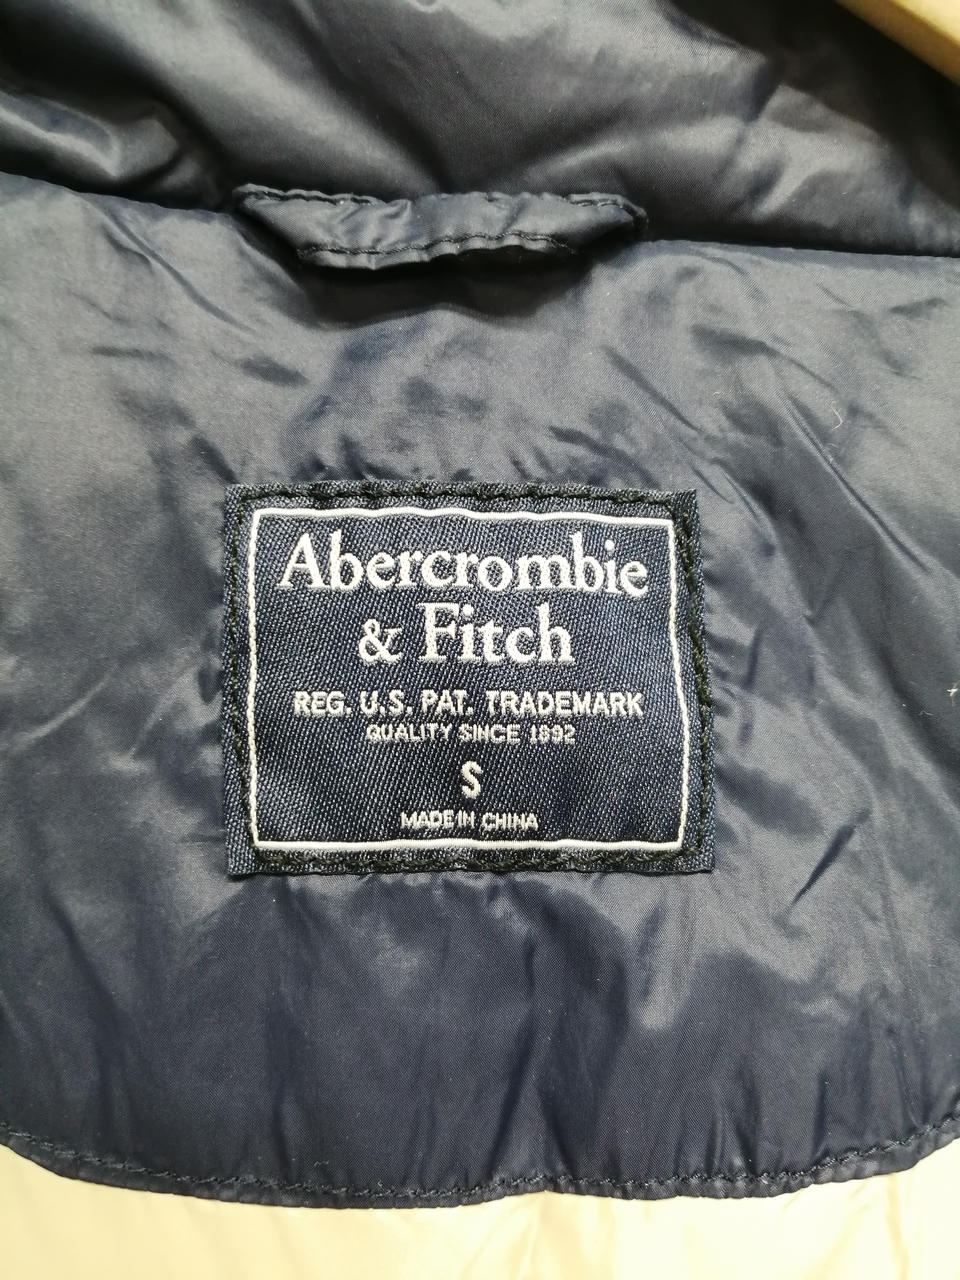 Abercrombie
& Fitch
REG. U.S. PAT. TRADEMARK
QUALITY SINCE 1892
S
MADE IN CHINA